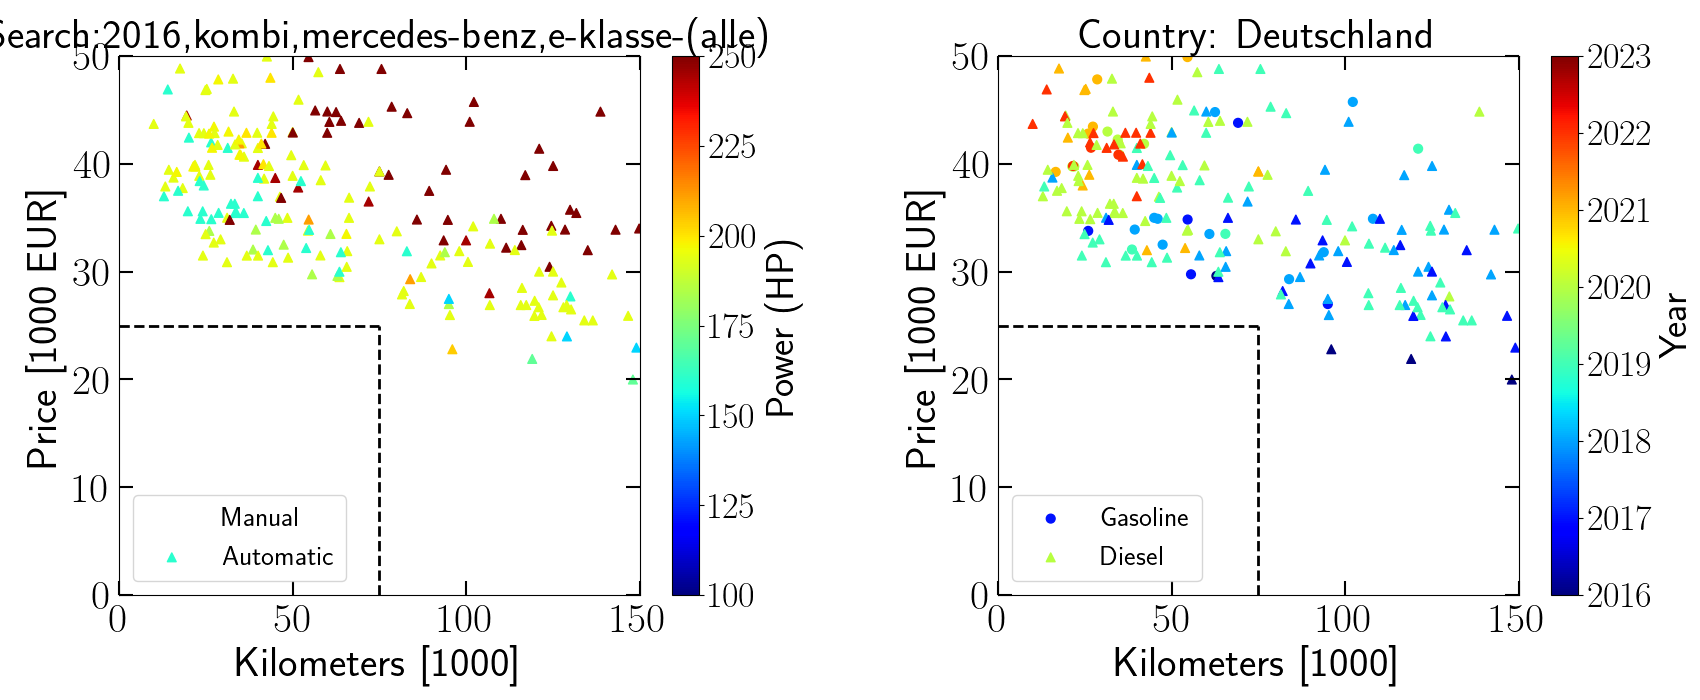 Search:2016,kombi,mercedes-benz,e-klasse-(alle)
50
40
30
20
10
0
0 50 100 150
Price [1000 EUR]
Kilometers [1000]
Manual
Automatic
250
225
200
175
150
125
100
Power (HP)
Country: Deutschland
50
40
30
20
10
0
0 50 100 150
Price [1000 EUR]
Kilometers [1000]
Gasoline
Diesel
2023
2022
2021
2020
2019
2018
2017
2016
Year